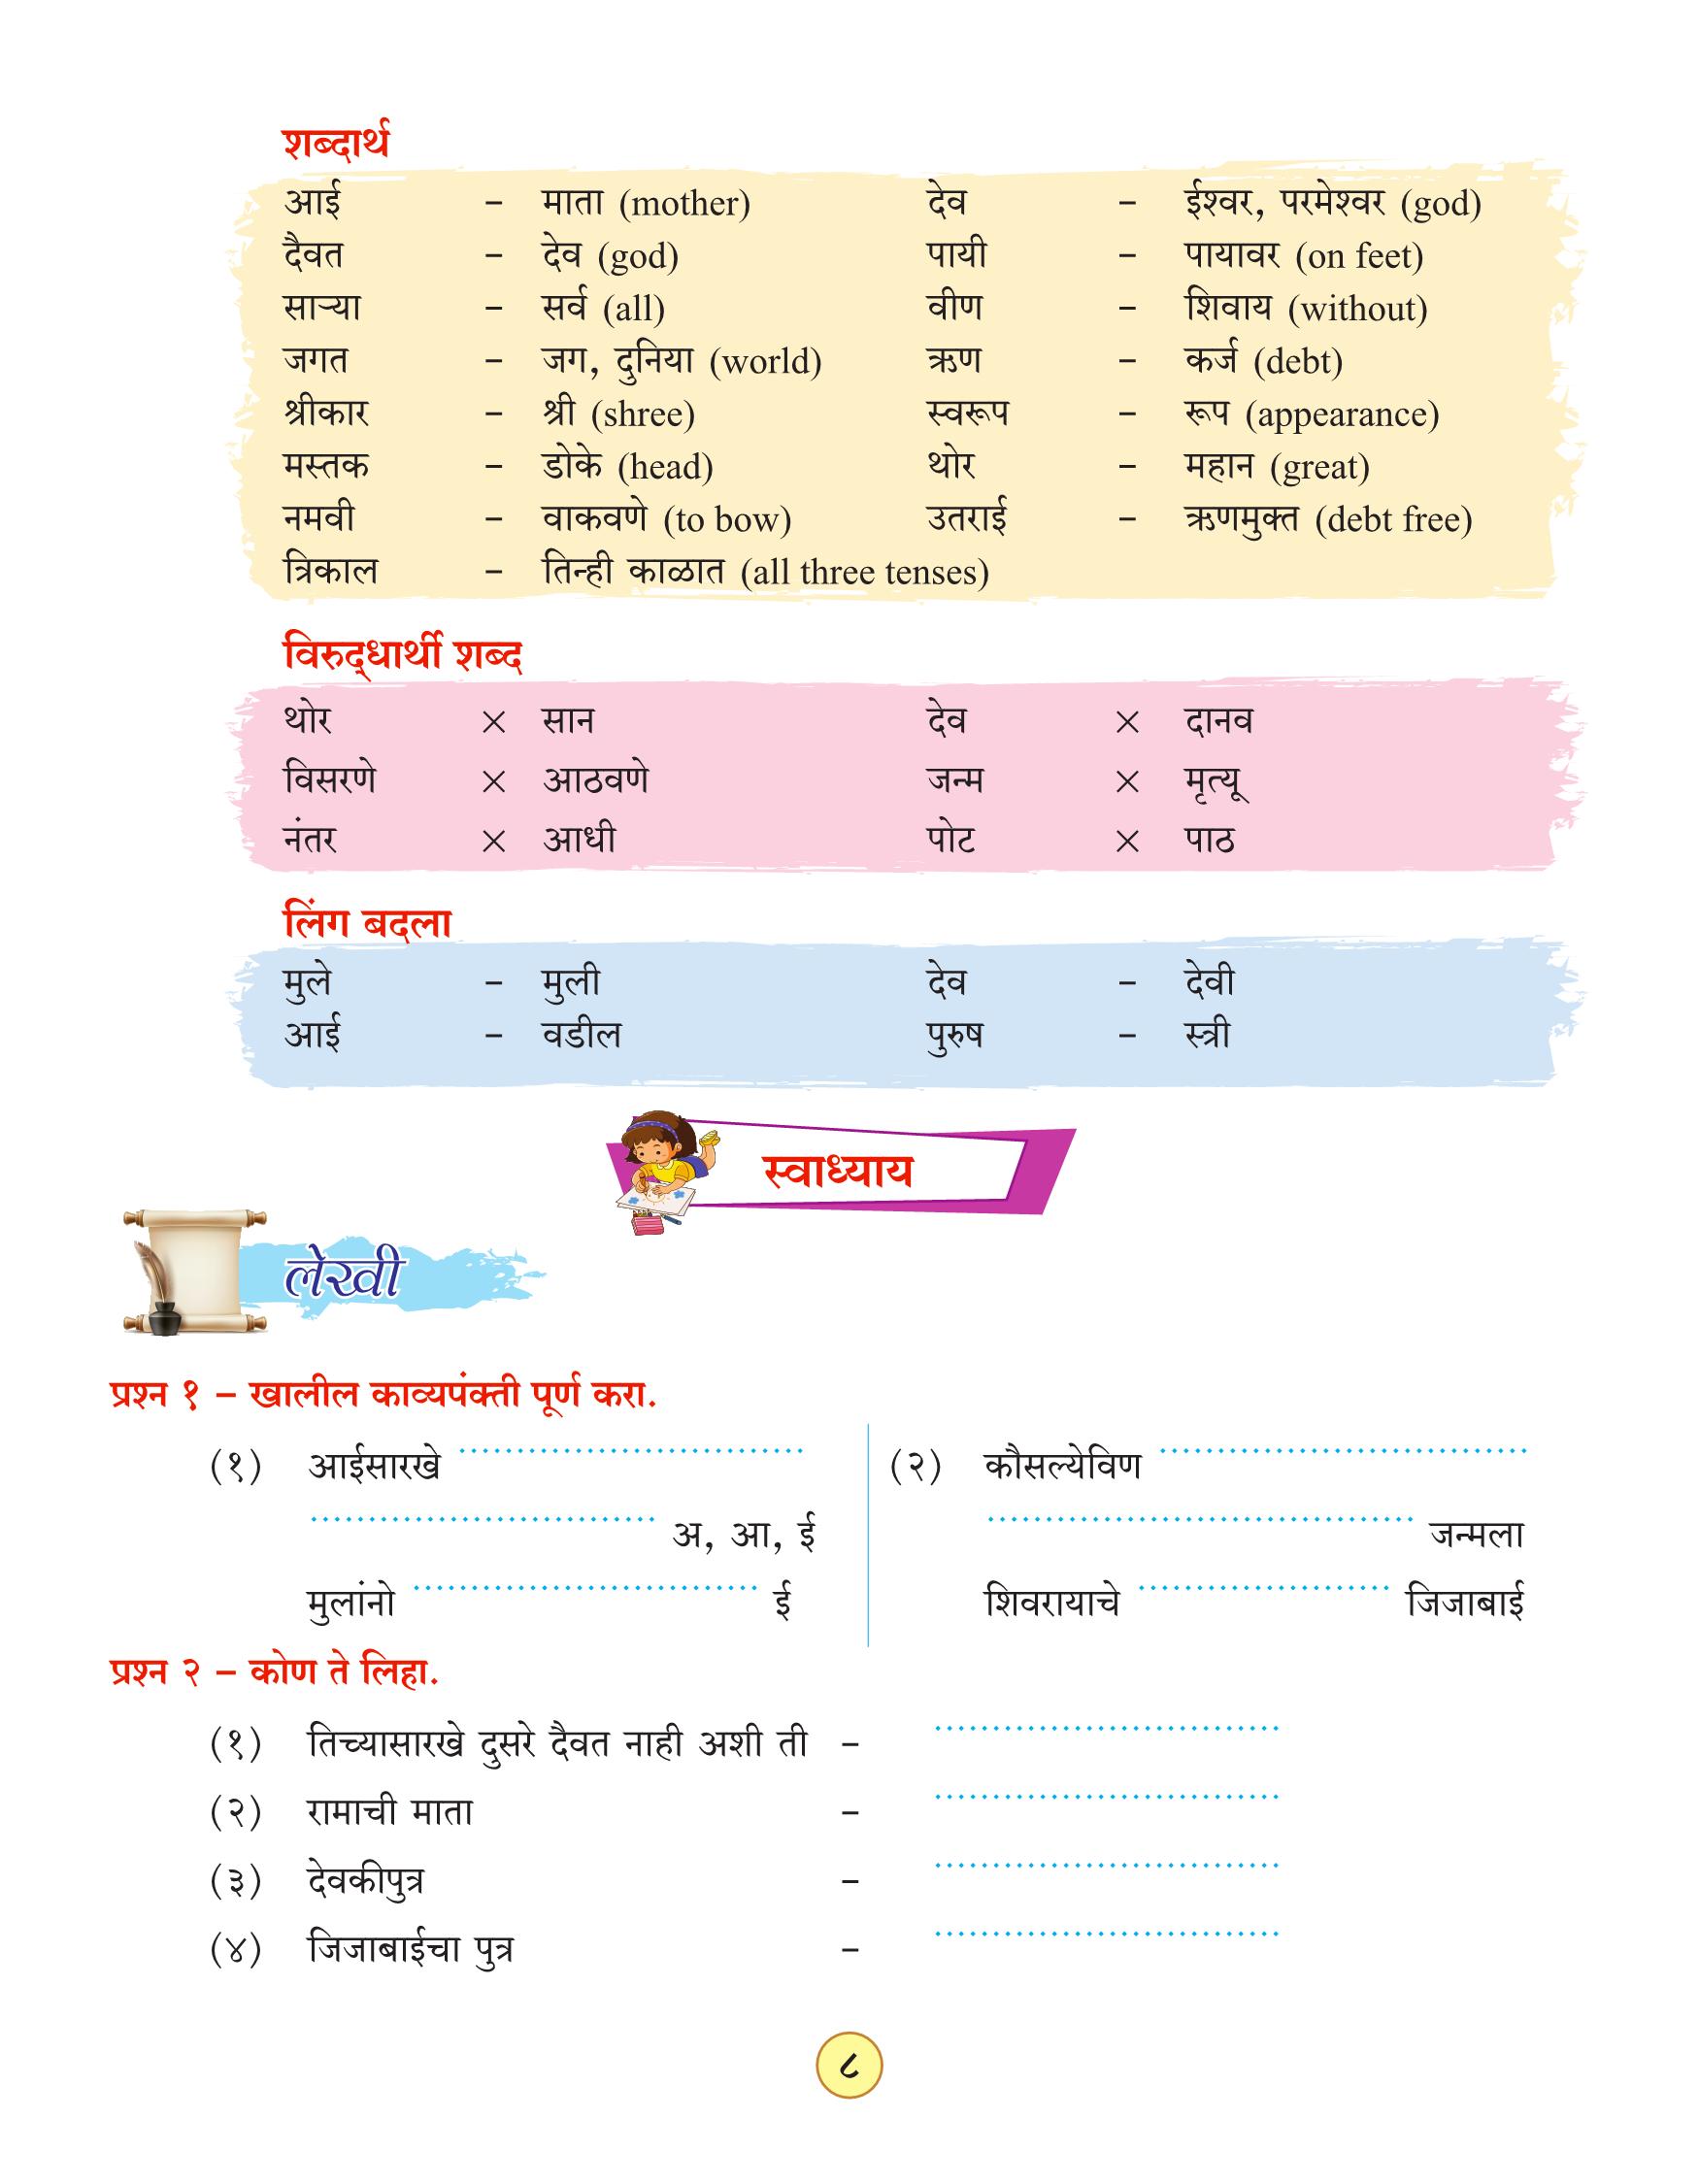 शब्दार्थ
आई – माता (mother) देव – ईश्वर, परमेश्वर (god)
दैवत – देव (god) पायी – पायावर (on feet)
साऱ्या – सर्व (all) वीण – शिवाय (without)
जगत – जग, दुनिया (world) ऋण – कर्ज (debt)
श्रीकार – श्री (shree) स्वरूप – रूप (appearance)
मस्तक – डोके (head) थोर – महान (great)
नमवी – वाकवणे (to bow) उतराई – ऋणमुक्त (debt free)
त्रिकाल – तिन्ही काळात (all three tenses)
विरुद्धार्थी शब्द
थोर × सान देव × दानव
विसरणे × आठवणे जन्म × मृत्यू
नंतर × आधी पोट × पाठ
लिंग बदला
मुले – मुली देव – देवी
आई – वडील पुरुष – स्त्री
स्वाध्याय
लेखी
प्रश्न १ – खालील काव्यपंक्ती पूर्ण करा.
(१) आईसारखे ..............................
.............................. अ, आ, ई
मुलांनो .............................. ई
(२) कौसल्येविण ..............................
.............................. जन्मला
शिवरायाचे .............................. जिजाबाई
प्रश्न २ – कोण ते लिहा.
(१) तिच्यासारखे दुसरे दैवत नाही अशी ती – ..............................
(२) रामाची माता – ..............................
(३) देवकीपुत्र – ..............................
(४) जिजाबाईचा पुत्र – ..............................
८